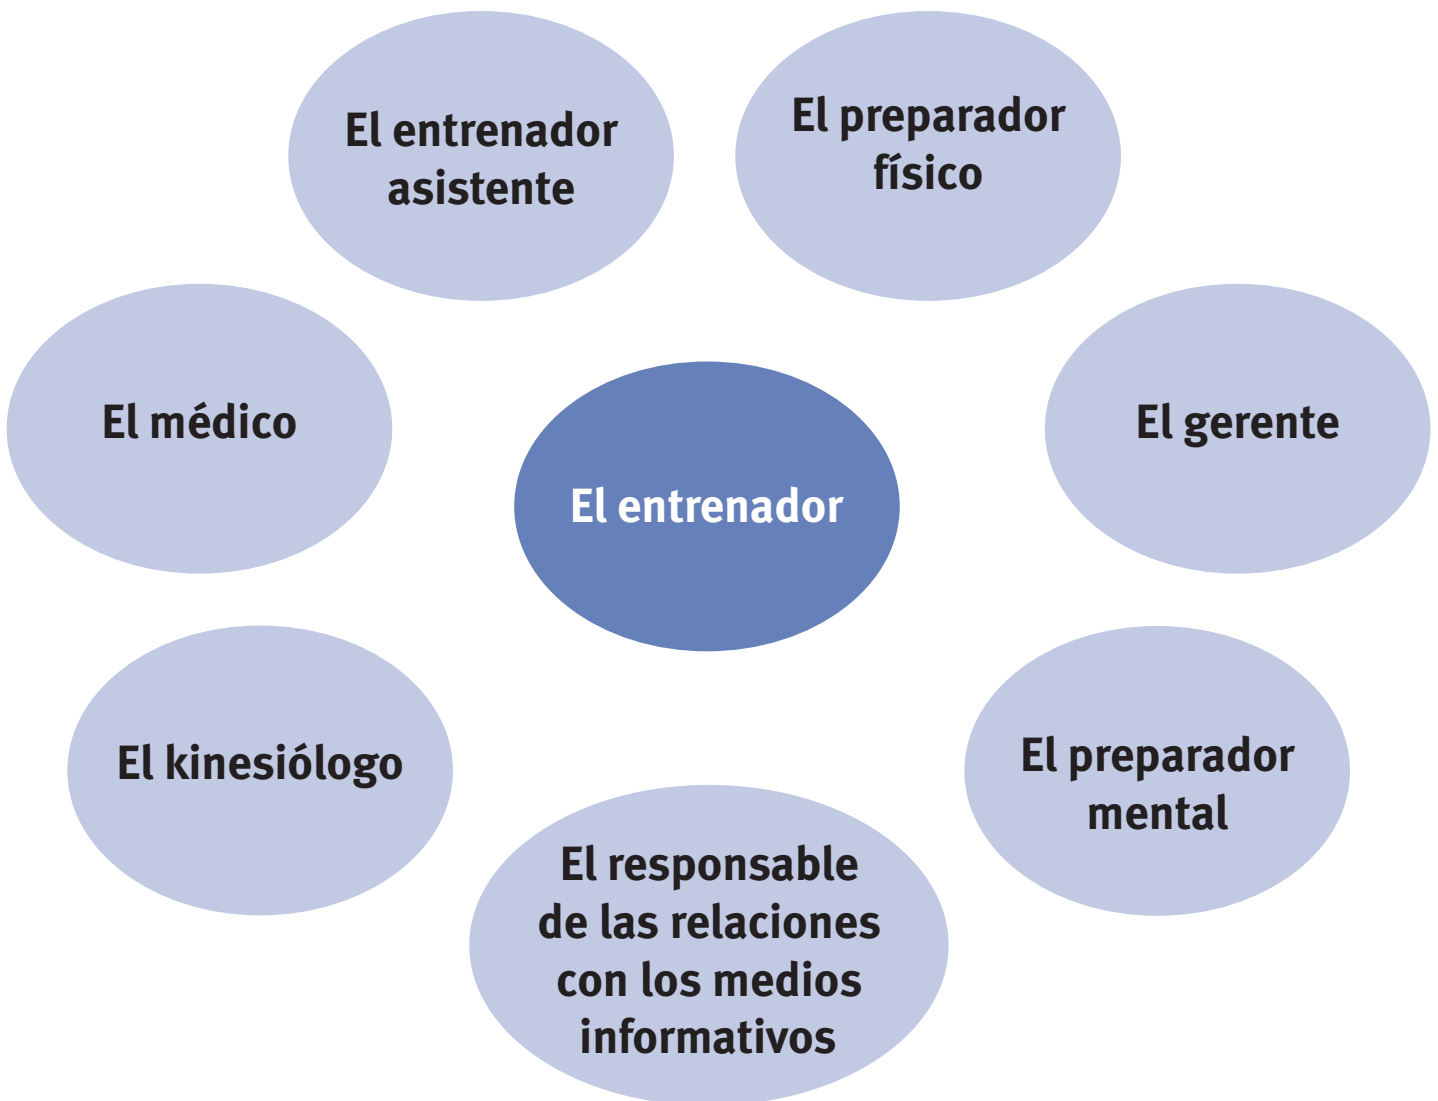 El entrenador
asistente
El preparador
físico
El médico
El gerente
El entrenador
El kinesiólogo
El preparador
mental
El responsable
de las relaciones
con los medios
informativos